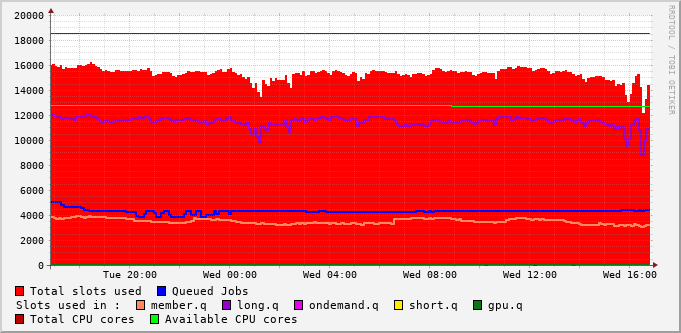 20000
18000
16000
14000
12000
10000
8000
6000
4000
2000
0
Tue 20:00 Wed 00:00 Wed 04:00 Wed 08:00 Wed 12:00 Wed 16:00
RRDTOOL / TOBI OETIKER
Total slots used Queued Jobs
Slots used in : member.q long.q ondemand.q short.q gpu.q
Total CPU cores Available CPU cores